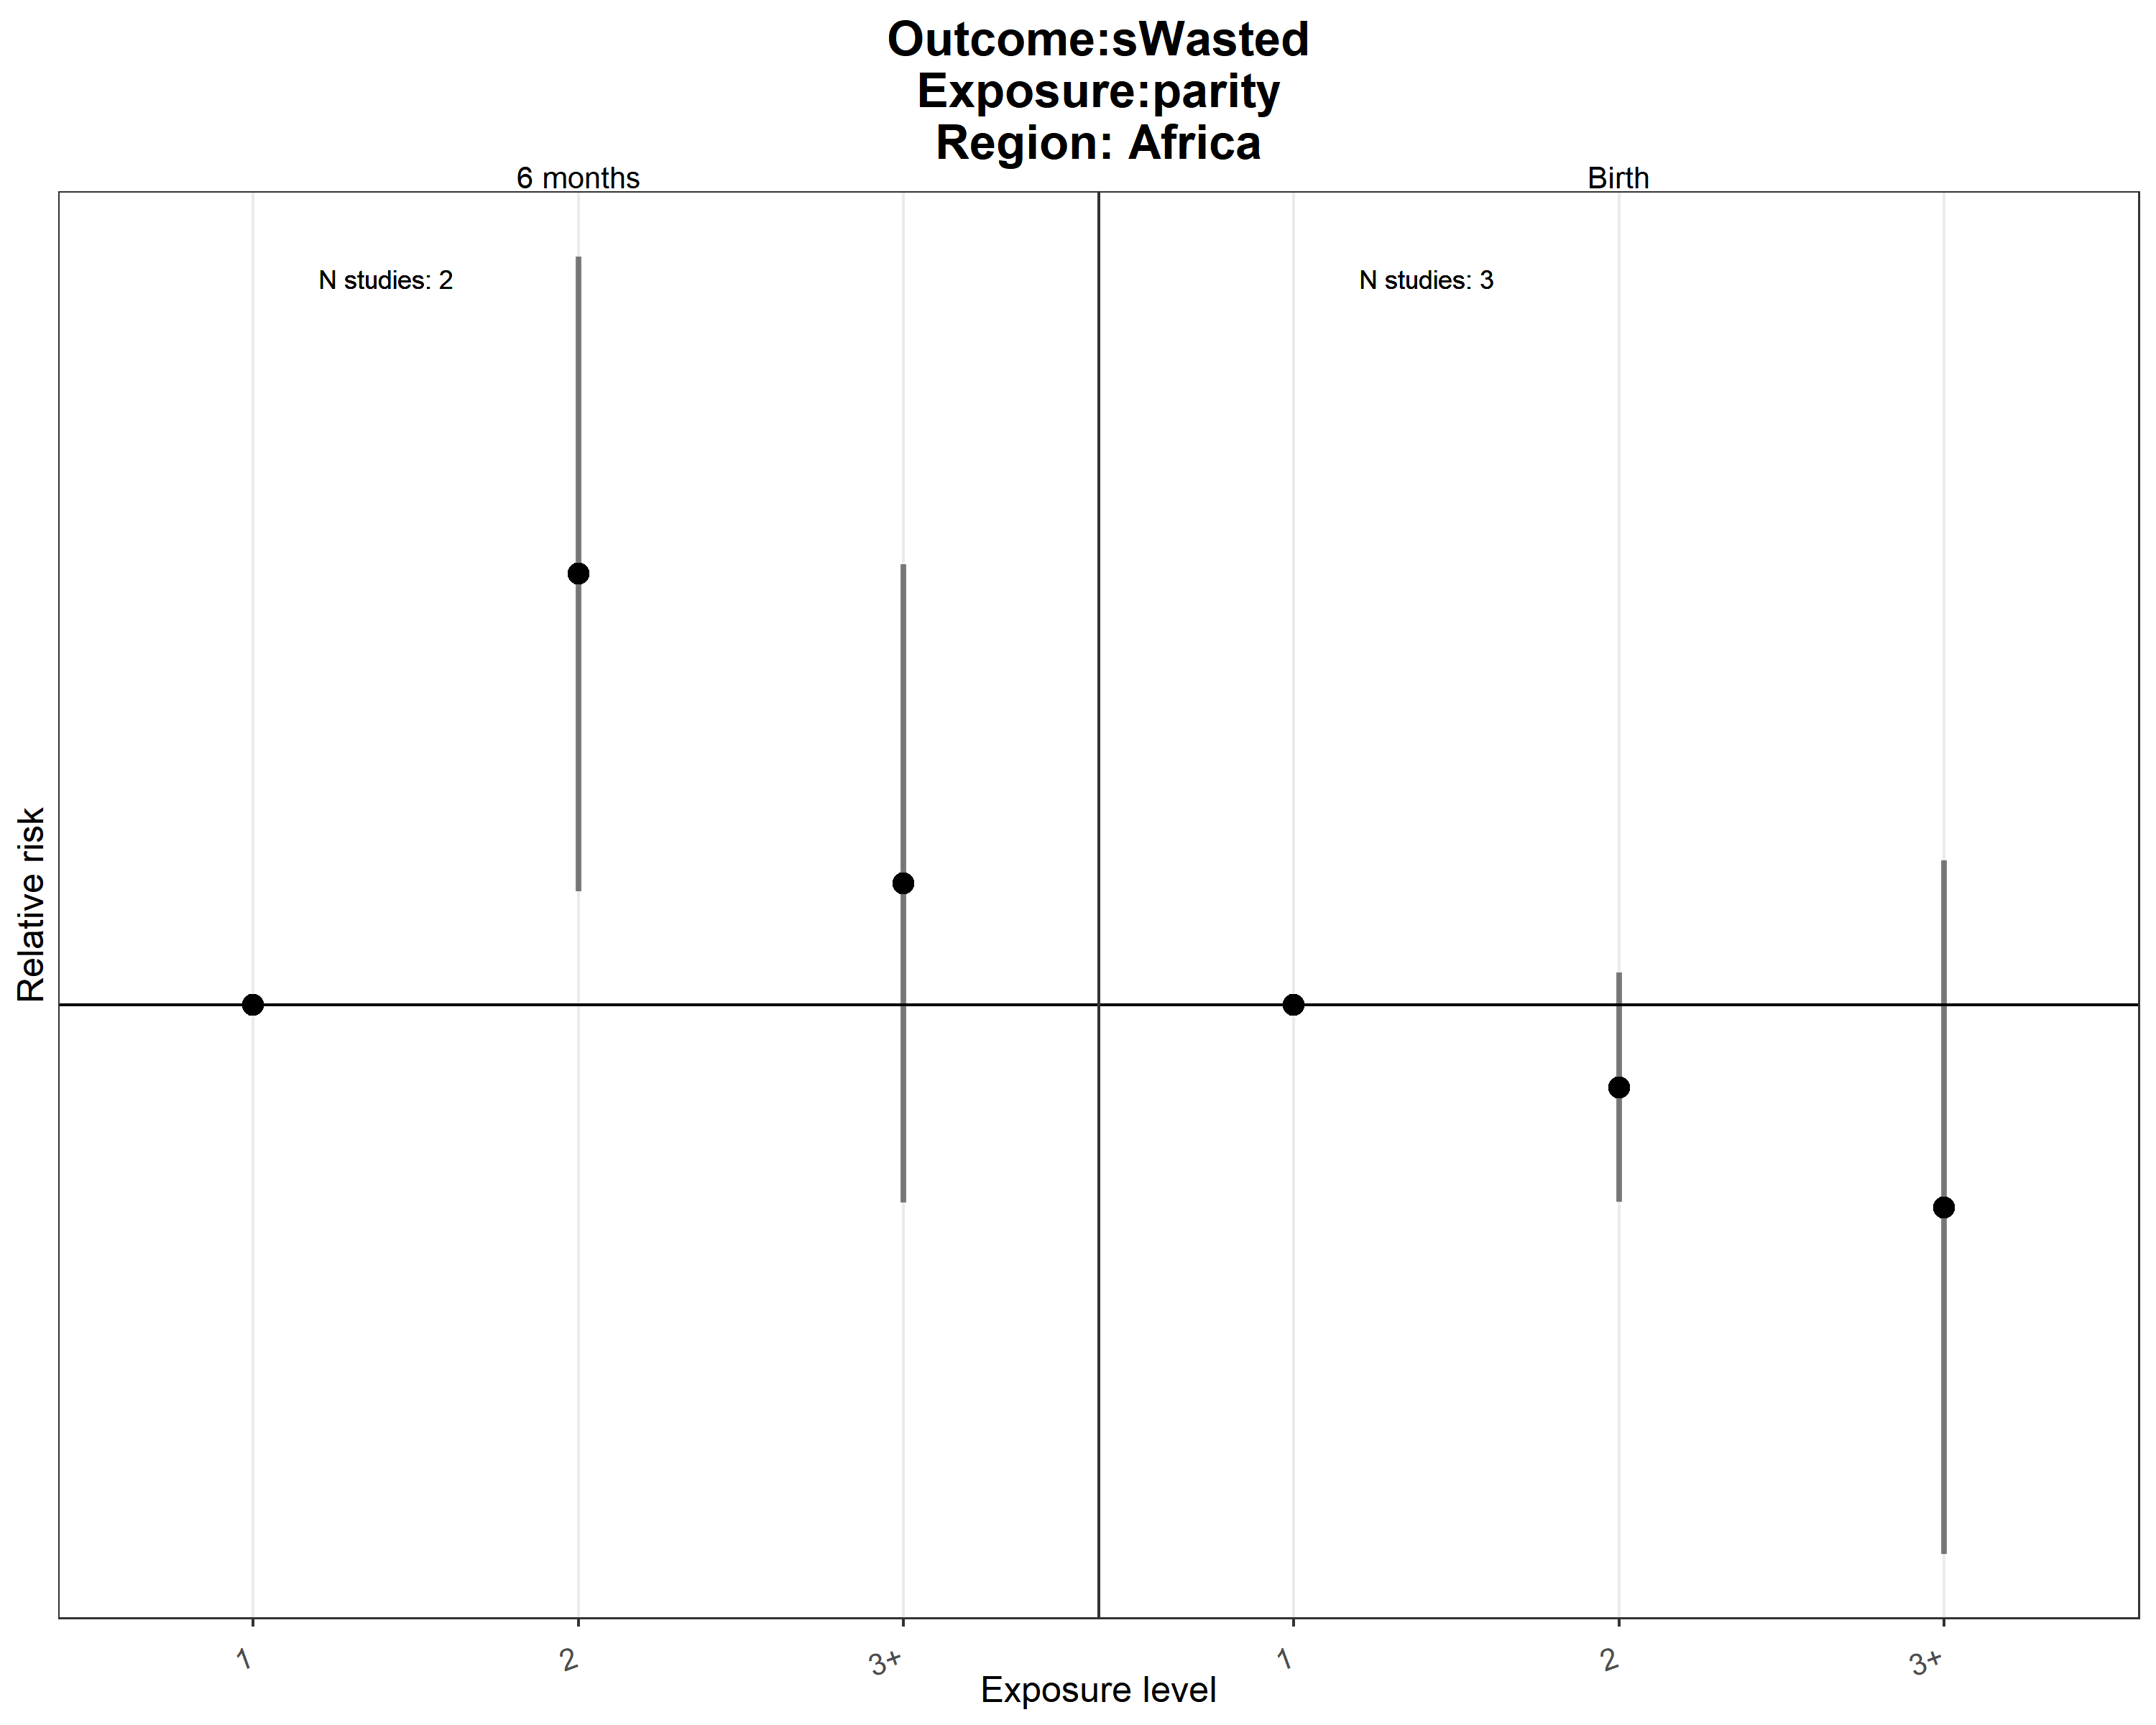 Outcome:sWasted
Exposure:parity
Region: Africa
6 months
Birth
N studies: 2
N studies: 3
Relative risk
1
2
3+
1
2
3+
Exposure level